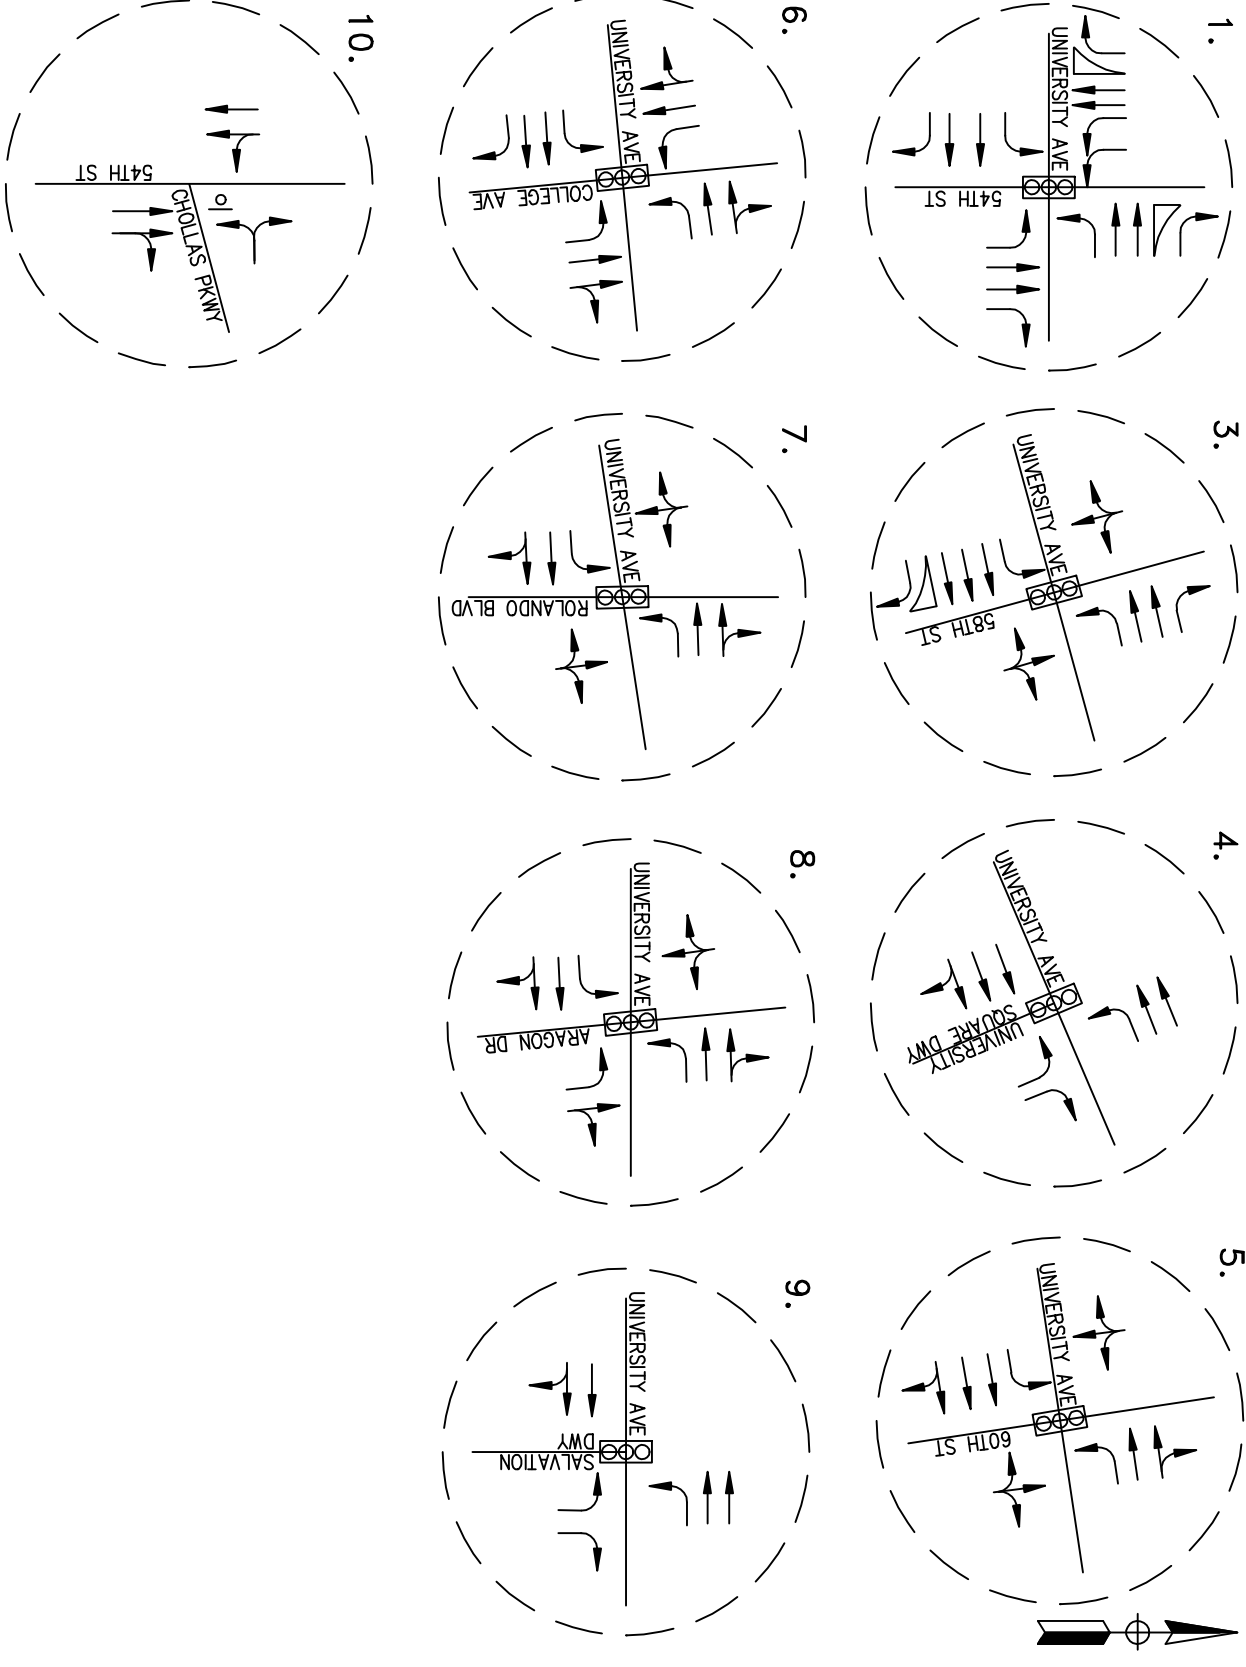 1.
UNIVERSITY AVE
54TH ST
3.
UNIVERSITY AVE
58TH ST
4.
UNIVERSITY AVE
UNIVERSITY
SQUARE DWY
5.
UNIVERSITY AVE
60TH ST
6.
UNIVERSITY AVE
COLLEGE AVE
7.
UNIVERSITY AVE
ROLANDO BLVD
8.
UNIVERSITY AVE
ARAGON DR
9.
UNIVERSITY AVE
SALVATION
DWY
10.
54TH ST
CHOLLAS PKWY